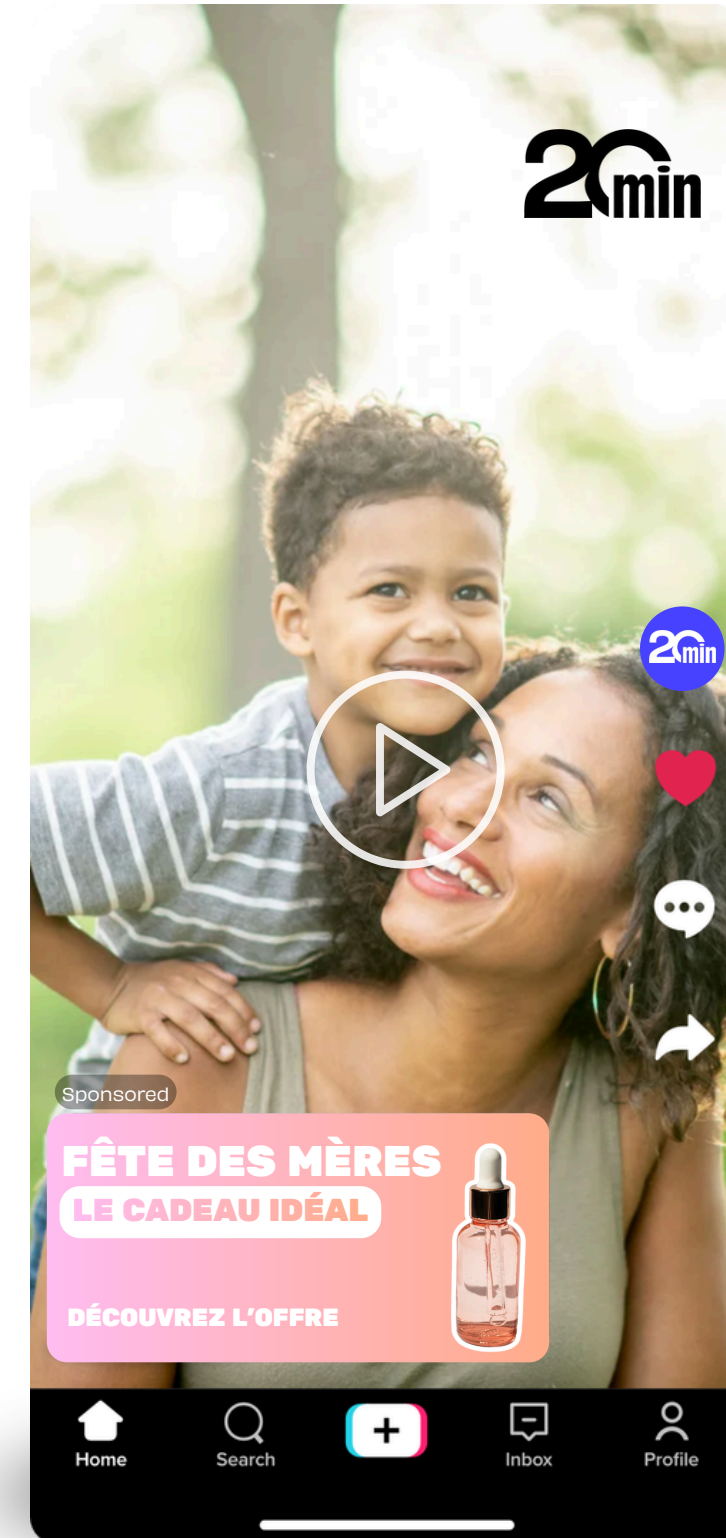 20min
20min
Sponsored
FÊTE DES MÈRES
LE CADEAU IDÉAL
DÉCOUVREZ L'OFFRE
Home
Search
Inbox
Profile